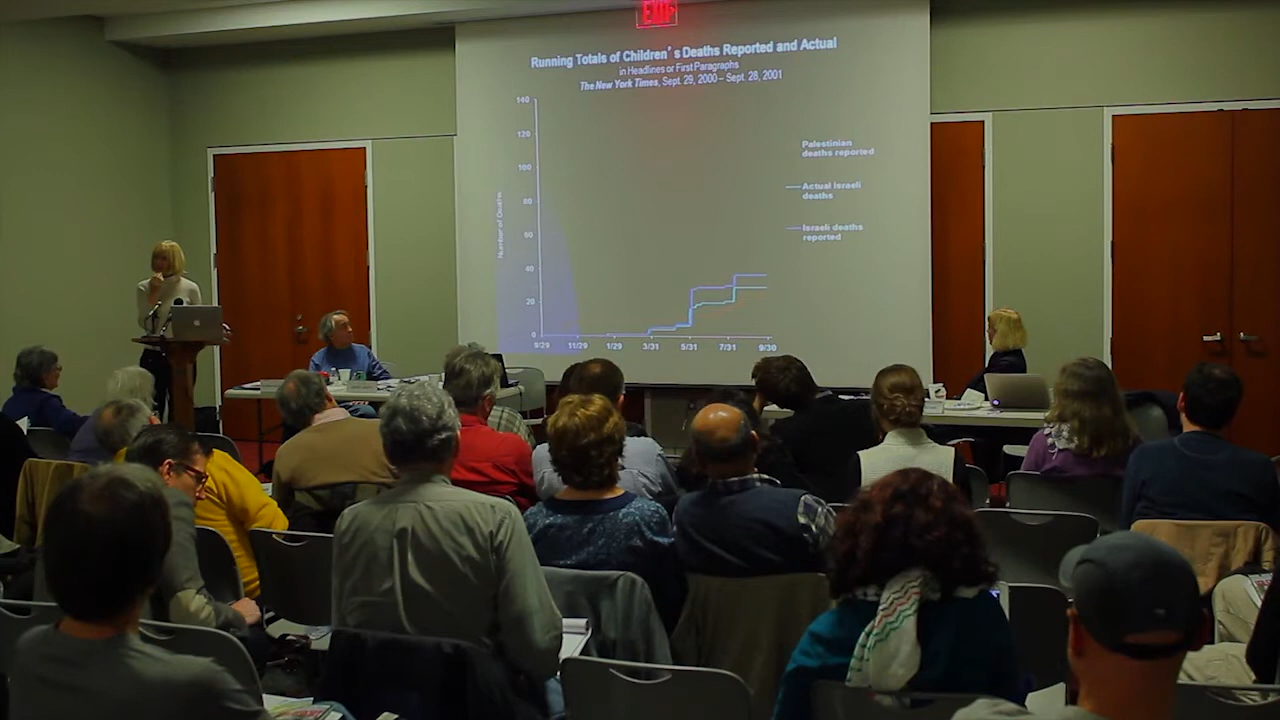 EXIT
Running Totals of Children's Deaths Reported and Actual
in Headlines or First Paragraphs
The New York Times, Sept. 29, 2000 – Sept. 28, 2001
140
120
100
80
60
40
20
0
Number of Deaths
9/29 11/29 1/29 3/31 5/31 7/31 9/30
Palestinian
deaths reported
Actual Israeli
deaths
Israeli deaths
reported